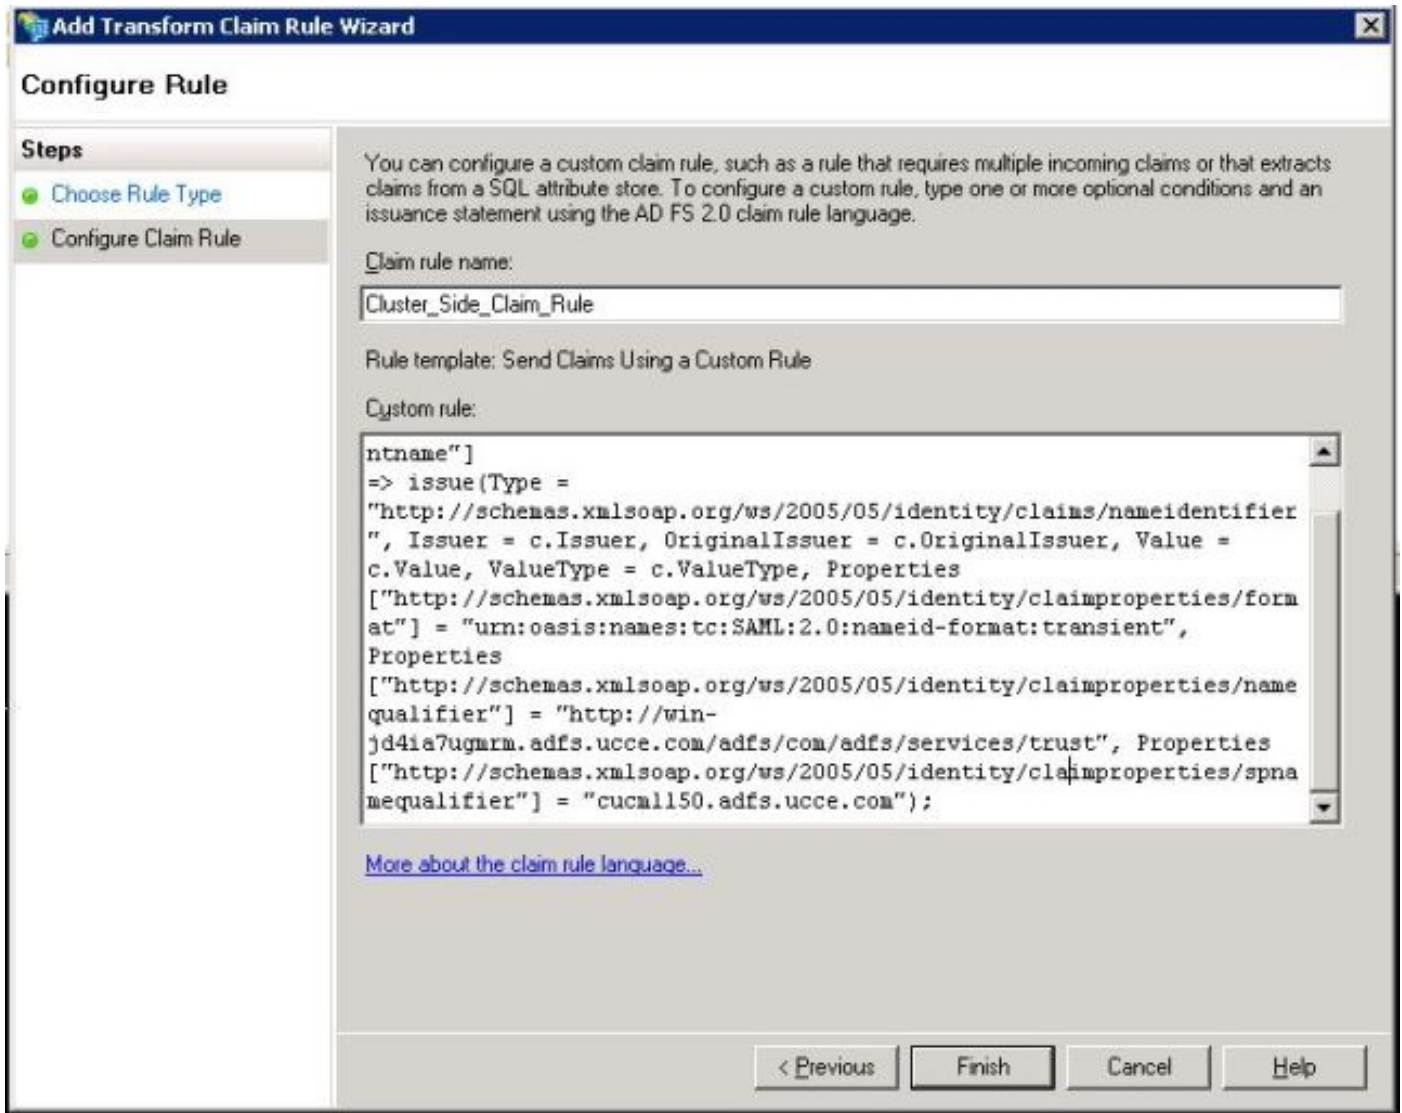 Add Transform Claim Rule Wizard
Configure Rule
Steps
Choose Rule Type
Configure Claim Rule
You can configure a custom claim rule, such as a rule that requires multiple incoming claims or that extracts
claims from a SQL attribute store. To configure a custom rule, type one or more optional conditions and an
issuance statement using the AD FS 2.0 claim rule language.
Claim rule name:
Cluster_Side_Claim_Rule
Rule template: Send Claims Using a Custom Rule
Custom rule:
ntname"]
=> issue(Type =
"http://schemas.xmlsoap.org/ws/2005/05/identity/claims/nameidentifier
", Issuer = c.Issuer, OriginalIssuer = c.OriginalIssuer, Value =
c.Value, ValueType = c.ValueType, Properties
["http://schemas.xmlsoap.org/ws/2005/05/identity/claimproperties/form
at"] = "urn:oasis:names:tc:SAML:2.0:nameid-format:transient",
Properties
["http://schemas.xmlsoap.org/ws/2005/05/identity/claimproperties/name
qualifier"] = "http://win-
jd4ia7ugmrm.adfs.ucce.com/adfs/com/adfs/services/trust", Properties
["http://schemas.xmlsoap.org/ws/2005/05/identity/claimproperties/spna
mequalifier"] = "cucm1150.adfs.ucce.com");
More about the claim rule language...
< Previous
Finish
Cancel
Help